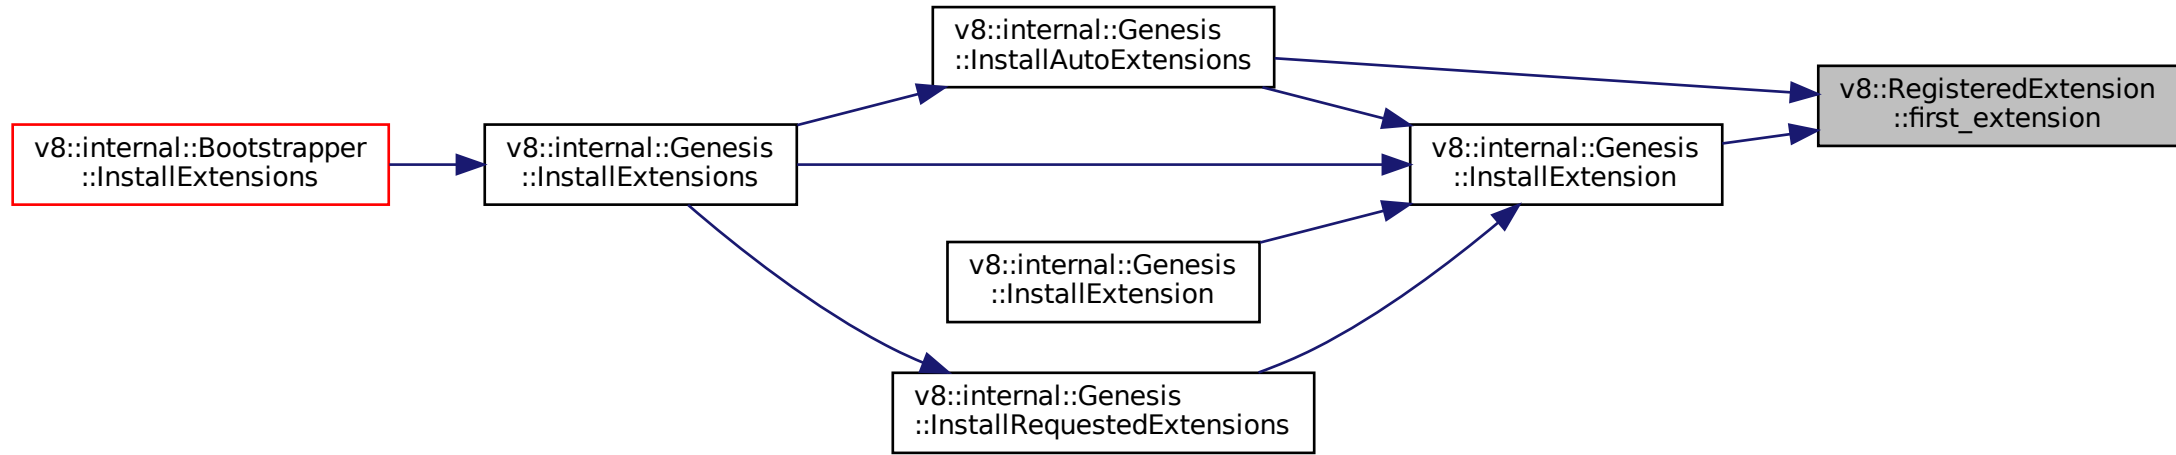 v8::internal::Genesis
::InstallAutoExtensions
v8::RegisteredExtension
::first_extension
v8::internal::Bootstrapper
::InstallExtensions
v8::internal::Genesis
::InstallExtensions
v8::internal::Genesis
::InstallExtension
v8::internal::Genesis
::InstallExtension
v8::internal::Genesis
::InstallRequestedExtensions